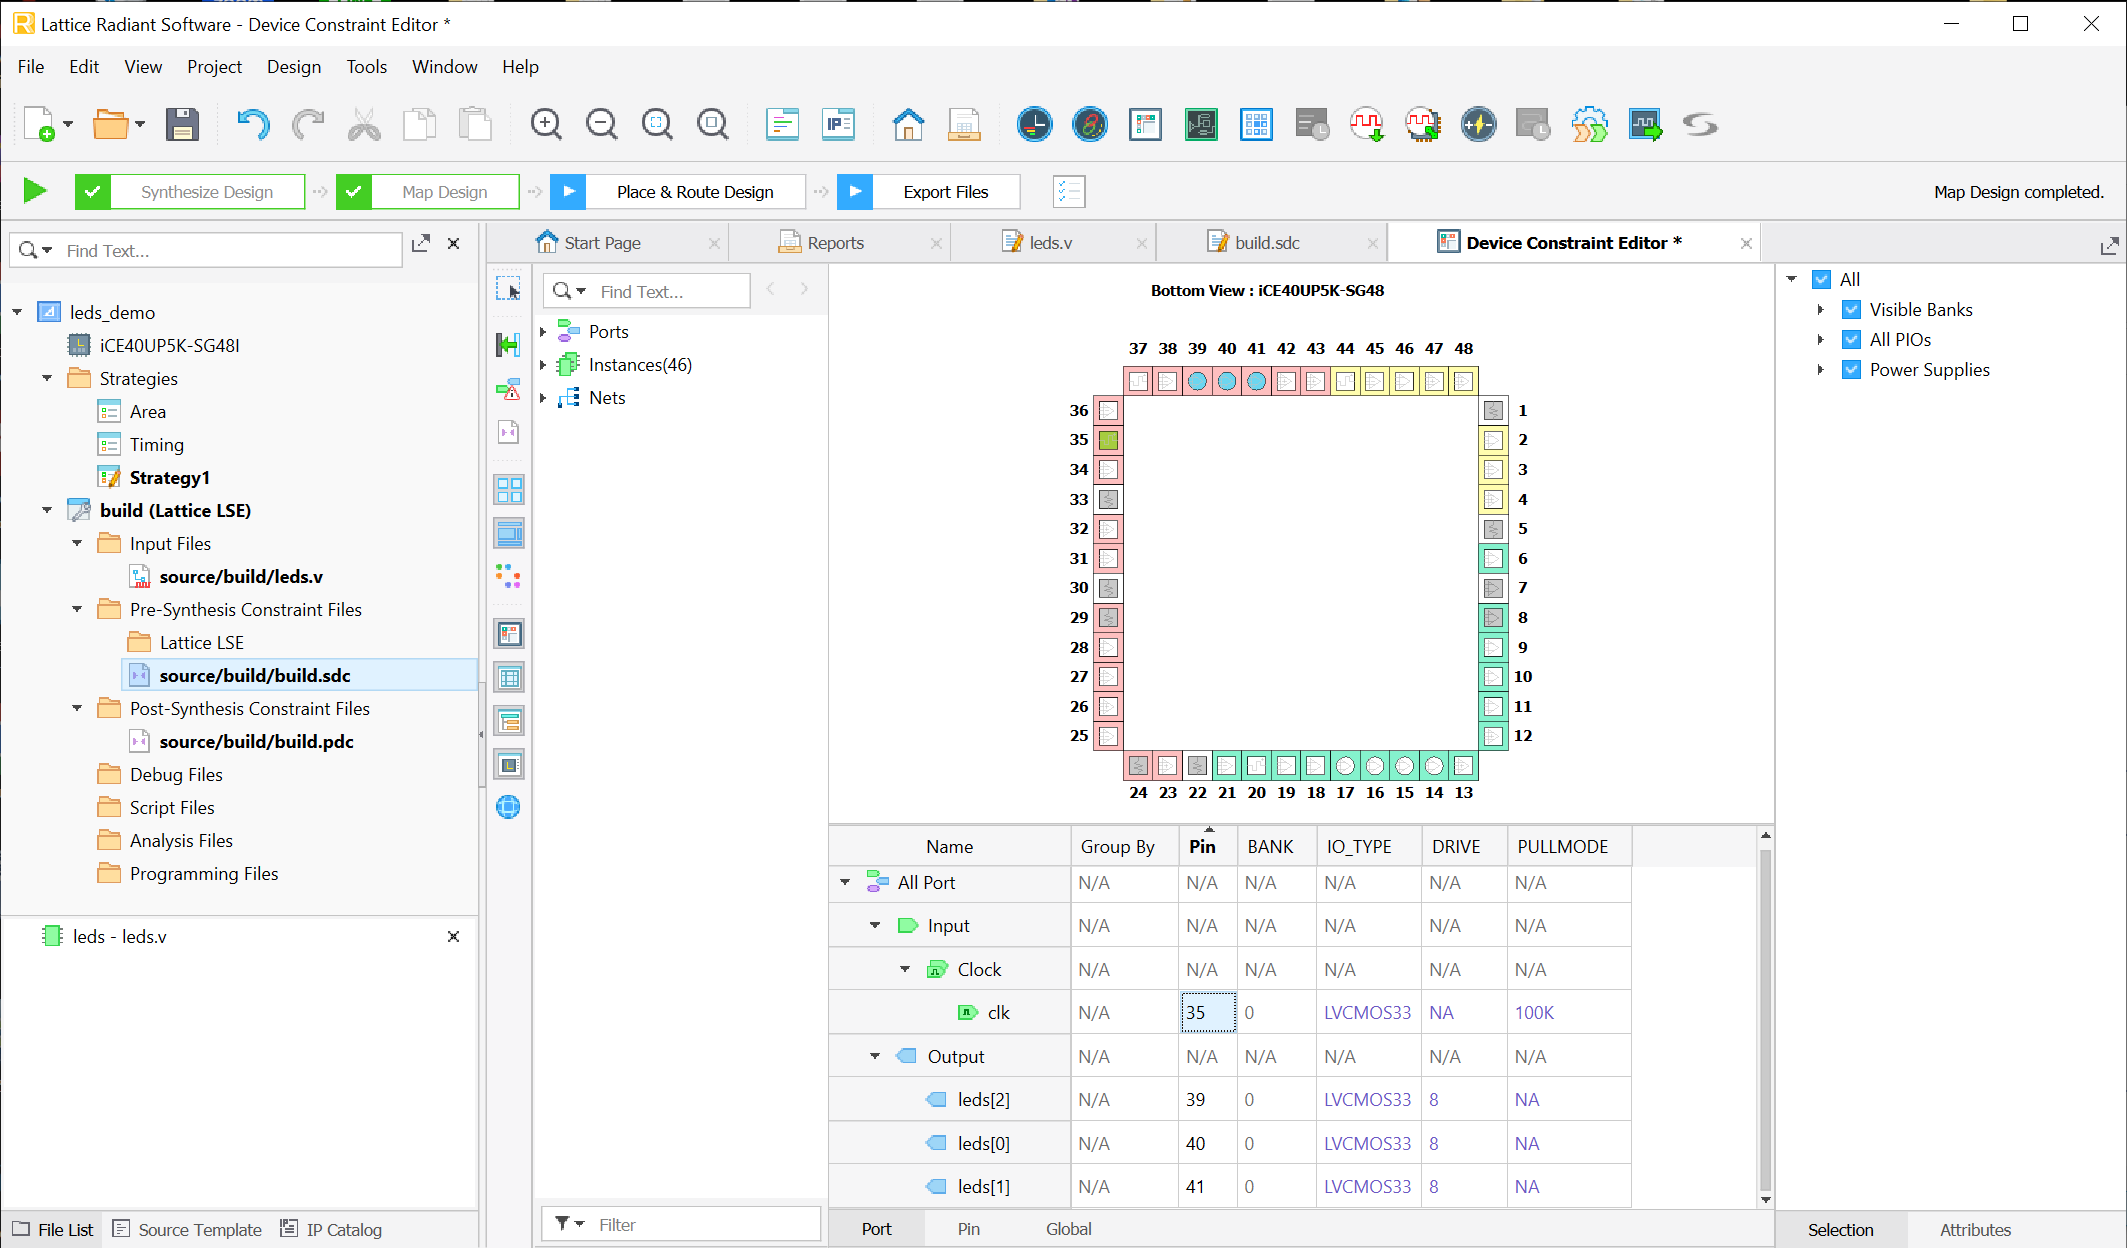 Lattice Radiant Software - Device Constraint Editor *
File Edit View Project Design Tools Window Help
IP
Synthesize Design Map Design Place & Route Design Export Files Map Design completed.
Find Text...
Start Page Reports leds.v build.sdc Device Constraint Editor *
leds_demo
iCE40UP5K-SG48I
Strategies
Area
Timing
Strategy1
build (Lattice LSE)
Input Files
source/build/leds.v
Pre-Synthesis Constraint Files
Lattice LSE
source/build/build.sdc
Post-Synthesis Constraint Files
source/build/build.pdc
Debug Files
Script Files
Analysis Files
Programming Files
leds - leds.v
File List Source Template IP Catalog
Find Text...
Ports
Instances(46)
Nets
Filter
Bottom View : iCE40UP5K-SG48
37 38 39 40 41 42 43 44 45 46 47 48
36 1
35 2
34 3
33 4
32 5
31 6
30 7
29 8
28 9
27 10
26 11
25 12
24 23 22 21 20 19 18 17 16 15 14 13
Name Group By Pin BANK IO_TYPE DRIVE PULLMODE
All Port N/A N/A N/A N/A N/A N/A
Input N/A N/A N/A N/A N/A N/A
Clock N/A N/A N/A N/A N/A N/A
clk N/A 35 0 LVCMOS33 NA 100K
Output N/A N/A N/A N/A N/A N/A
leds[2] N/A 39 0 LVCMOS33 8 NA
leds[0] N/A 40 0 LVCMOS33 8 NA
leds[1] N/A 41 0 LVCMOS33 8 NA
Port Pin Global
All
Visible Banks
All PIOs
Power Supplies
Selection Attributes